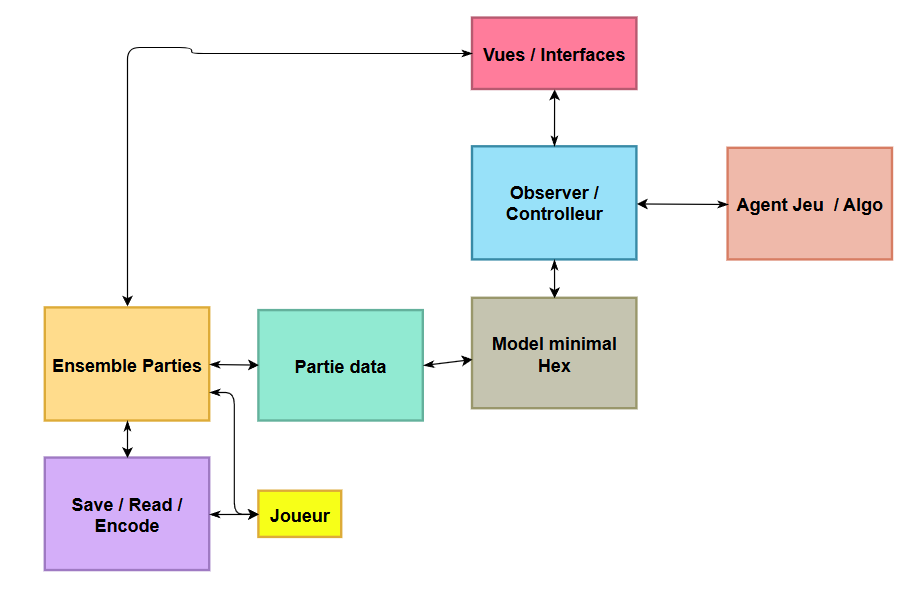 Vues / Interfaces
Observer /
Controlleur
Agent Jeu  / Algo
Model minimal
Hex
Ensemble Parties
Partie data
Save / Read /
Encode
Joueur